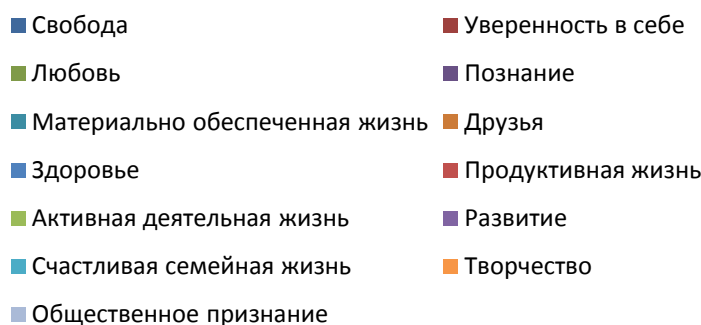 Свобода
Уверенность в себе
Любовь
Познание
Материально обеспеченная жизнь
Друзья
Здоровье
Продуктивная жизнь
Активная деятельная жизнь
Развитие
Счастливая семейная жизнь
Творчество
Общественное признание